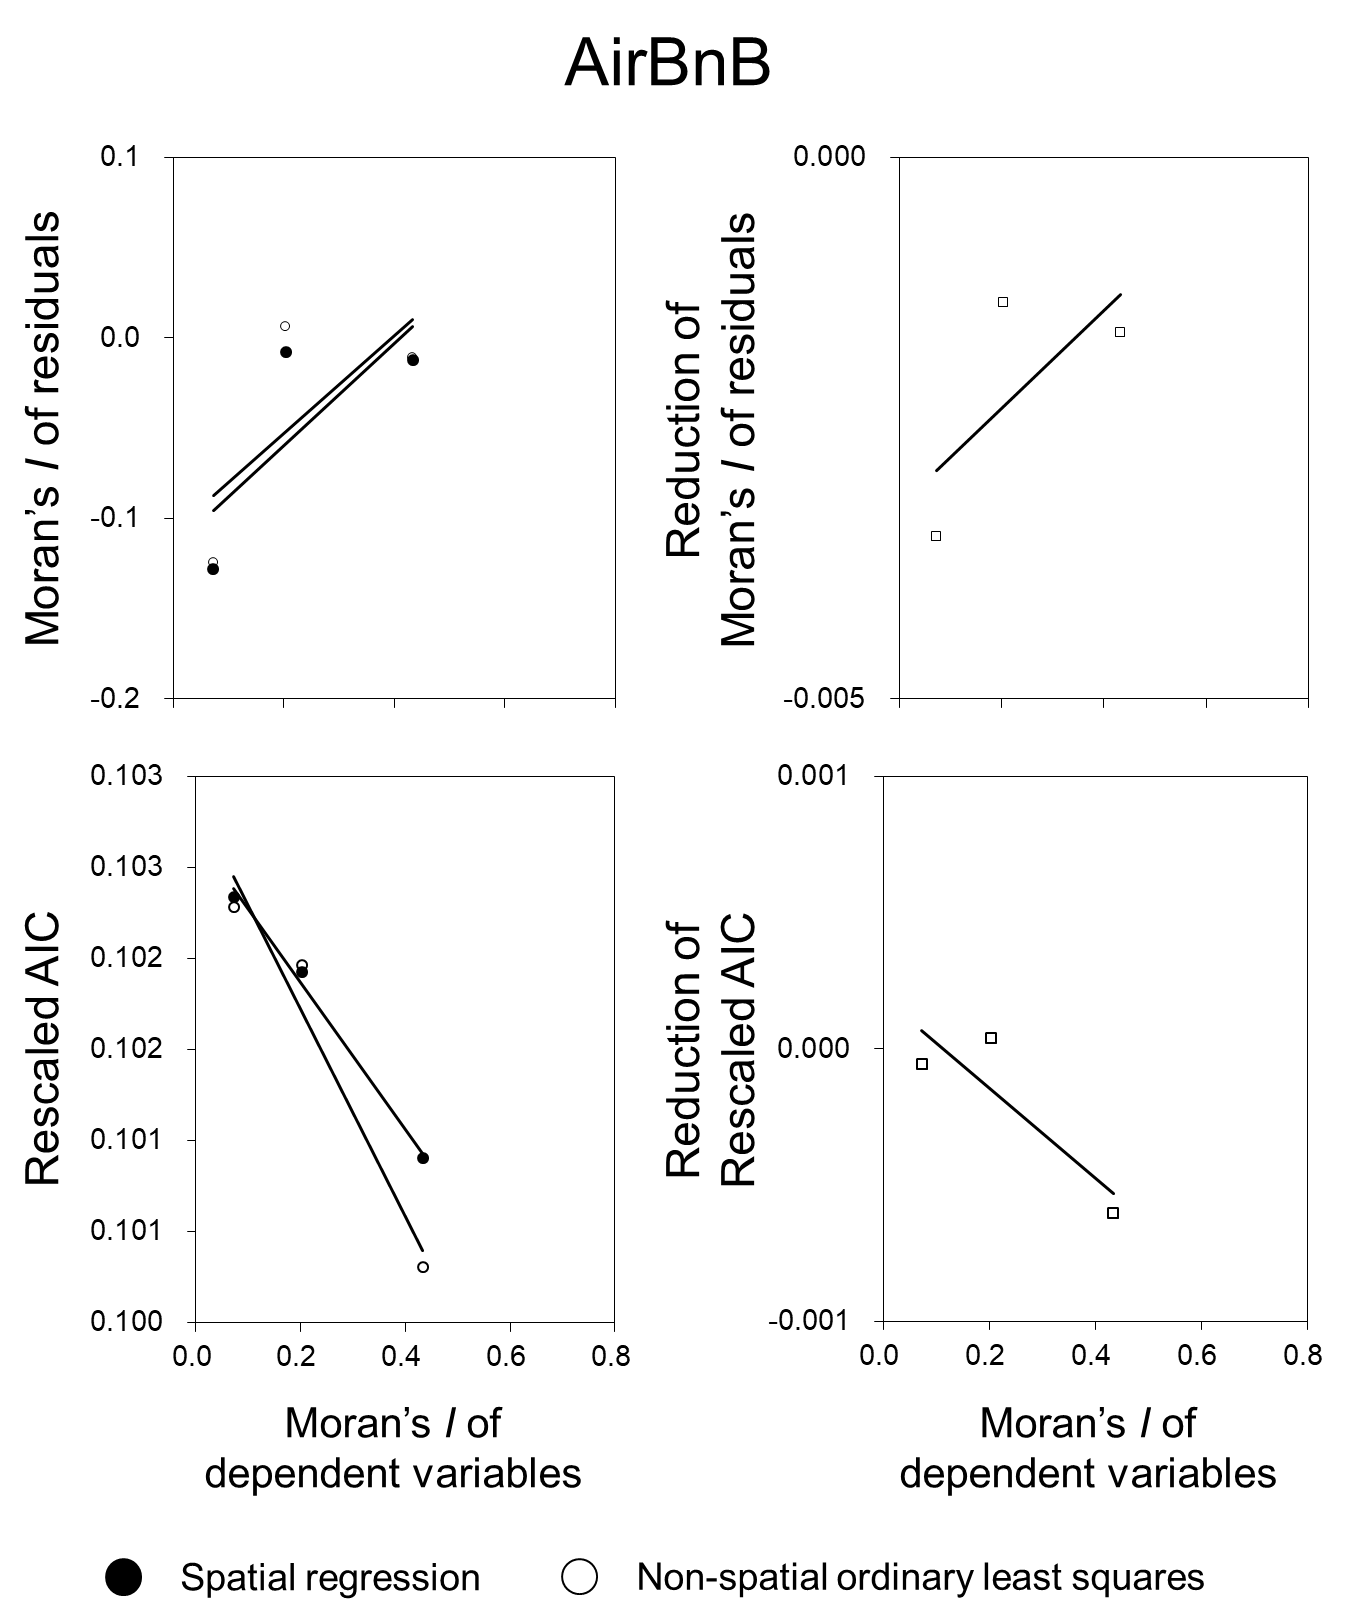 AirBnB
0.1
0.0
-0.1
-0.2
Moran's I of residuals
0.000
-0.005
Reduction of
Moran's I of residuals
0.103
0.103
0.102
0.102
0.101
0.101
0.100
Rescaled AIC
0.0 0.2 0.4 0.6 0.8
Moran's I of
dependent variables
0.001
0.000
-0.001
Reduction of
Rescaled AIC
0.0 0.2 0.4 0.6 0.8
Moran's I of
dependent variables
Spatial regression
Non-spatial ordinary least squares